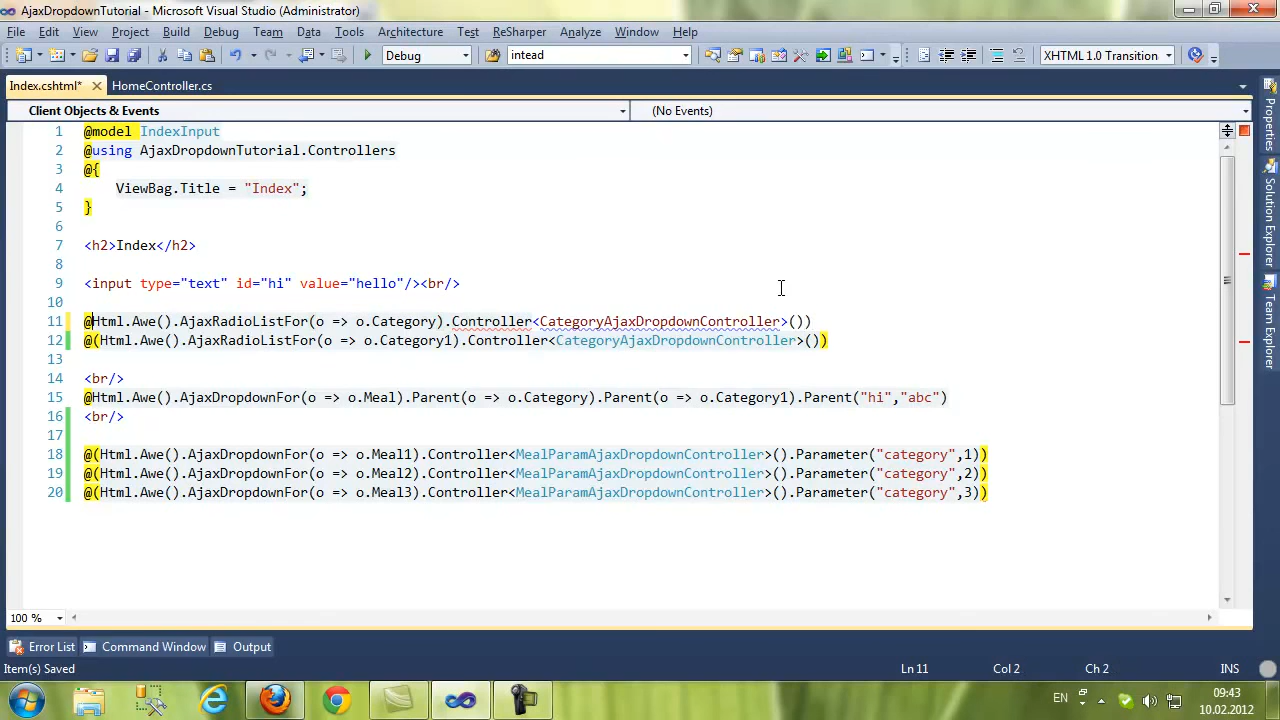 AjaxDropdownTutorial - Microsoft Visual Studio (Administrator)
File Edit View Project Build Debug Team Data Tools Architecture Test ReSharper Analyze Window Help
Debug intead XHTML 1.0 Transition
Index.cshtml* HomeController.cs
Client Objects & Events (No Events)
1 @model IndexInput
2 @using AjaxDropdownTutorial.Controllers
3 @{
4 ViewBag.Title = "Index";
5 }
6
7 <h2>Index</h2>
8
9 <input type="text" id="hi" value="hello"/><br/>
10
11 @Html.Awe().AjaxRadioListFor(o => o.Category).Controller<CategoryAjaxDropdownController>())
12 @(Html.Awe().AjaxRadioListFor(o => o.Category1).Controller<CategoryAjaxDropdownController>())
13
14 <br/>
15 @Html.Awe().AjaxDropdownFor(o => o.Meal).Parent(o => o.Category).Parent(o => o.Category1).Parent("hi","abc")
16 <br/>
17
18 @(Html.Awe().AjaxDropdownFor(o => o.Meal1).Controller<MealParamAjaxDropdownController>().Parameter("category",1))
19 @(Html.Awe().AjaxDropdownFor(o => o.Meal2).Controller<MealParamAjaxDropdownController>().Parameter("category",2))
20 @(Html.Awe().AjaxDropdownFor(o => o.Meal3).Controller<MealParamAjaxDropdownController>().Parameter("category",3))
Properties
Solution Explorer
Team Explorer
100 %
Error List Command Window Output
Item(s) Saved Ln 11 Col 2 Ch 2 INS
EN 09:43
10.02.2012